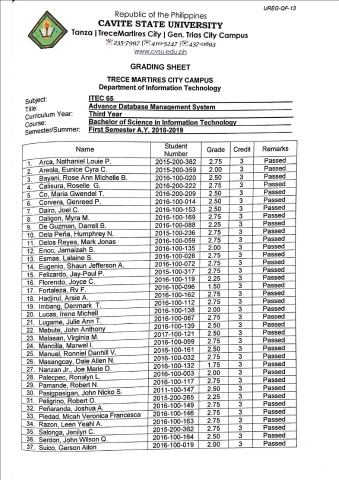 UREG-QF-13
Republic of the Philippines
CAVITE STATE UNIVERSITY
Tanza | Trece Martires City | Gen. Trias City Campus
www.cvsu.edu.ph
GRADING SHEET
TRECE MARTIRES CITY CAMPUS
Department of Information Technology
Subject: ITEC 65
Title: Advance Database Management System
Curriculum Year: Third Year
Course: Bachelor of Science in Information Technology
Semester/Summer: First Semester A.Y. 2018-2019
Name Student Number Grade Credit Remarks
1. Arca, Nathaniel Louie P. 2015-200-382 2.75 3 Passed
2. Areola, Eunice Cyra C. 2015-200-359 2.00 3 Passed
3. Bayani, Rose Ann Michelle B. 2016-100-020 2.50 3 Passed
4. Calisura, Roselle G. 2016-200-222 2.75 3 Passed
5. Co, Maria Gwendel T. 2016-200-209 2.50 3 Passed
6. Corvera, Genreed P. 2016-100-014 2.50 3 Passed
7. Dairo, Joel C. 2016-100-153 2.50 3 Passed
8. Daligon, Myra M. 2016-100-169 2.75 3 Passed
9. De Guzman, Darrell B. 2016-100-088 2.25 3 Passed
10. Dela Peña, Humphrey N. 2015-100-236 2.75 3 Passed
11. Delos Reyes, Mark Jonas 2016-100-059 2.75 3 Passed
12. Enoc, Jamaizah S. 2016-100-135 2.00 3 Passed
13. Esmas, Lalaine S. 2016-100-028 2.75 3 Passed
14. Eugenio, Shaun Jefferson A. 2016-100-072 2.75 3 Passed
15. Felizardo, Jay-Paul P. 2015-100-317 2.75 3 Passed
16. Florendo, Joyce C. 2016-100-119 2.25 3 Passed
17. Fortaleza, Rv F. 2016-100-096 1.50 3 Passed
18. Hadjirul, Arsie A. 2016-100-162 2.75 3 Passed
19. Imbang, Denmark T. 2016-100-112 2.75 3 Passed
20. Lucas, Irene Michell 2016-100-138 2.00 3 Passed
21. Lugame, Julie Ann T. 2016-100-087 2.75 3 Passed
22. Mabute, John Anthony 2016-100-139 2.50 3 Passed
23. Malasan, Virginia M. 2017-100-121 2.50 3 Passed
24. Mancilla, Marwel I. 2016-100-099 2.75 3 Passed
25. Manuel, Ronniel Danhill V. 2016-100-161 2.50 3 Passed
26. Masangcay, Dale Allen N. 2016-100-032 2.75 3 Passed
27. Nanzan Jr., Joe Marie D. 2016-100-132 1.75 3 Passed
28. Palecpec, Ronalyn L. 2016-100-003 2.00 3 Passed
29. Pamande, Robert N. 2016-100-117 2.75 3 Passed
30. Pasigpasigan, John Nicko S. 2011-100-147 2.50 3 Passed
31. Peligrino, Robert O. 2015-200-265 2.25 3 Passed
32. Peñaranda, Joshua A. 2016-100-149 2.75 3 Passed
33. Piedad, Micah Veronica Francesca 2016-100-146 2.75 3 Passed
34. Razon, Leen Yeahl A. 2016-100-163 2.75 3 Passed
35. Salonga, Jenilyn C. 2015-200-362 2.75 3 Passed
36. Serdon, John Wilson Q. 2016-100-164 2.50 3 Passed
37. Suico, Gerson Ailon 2016-100-019 2.00 3 Passed